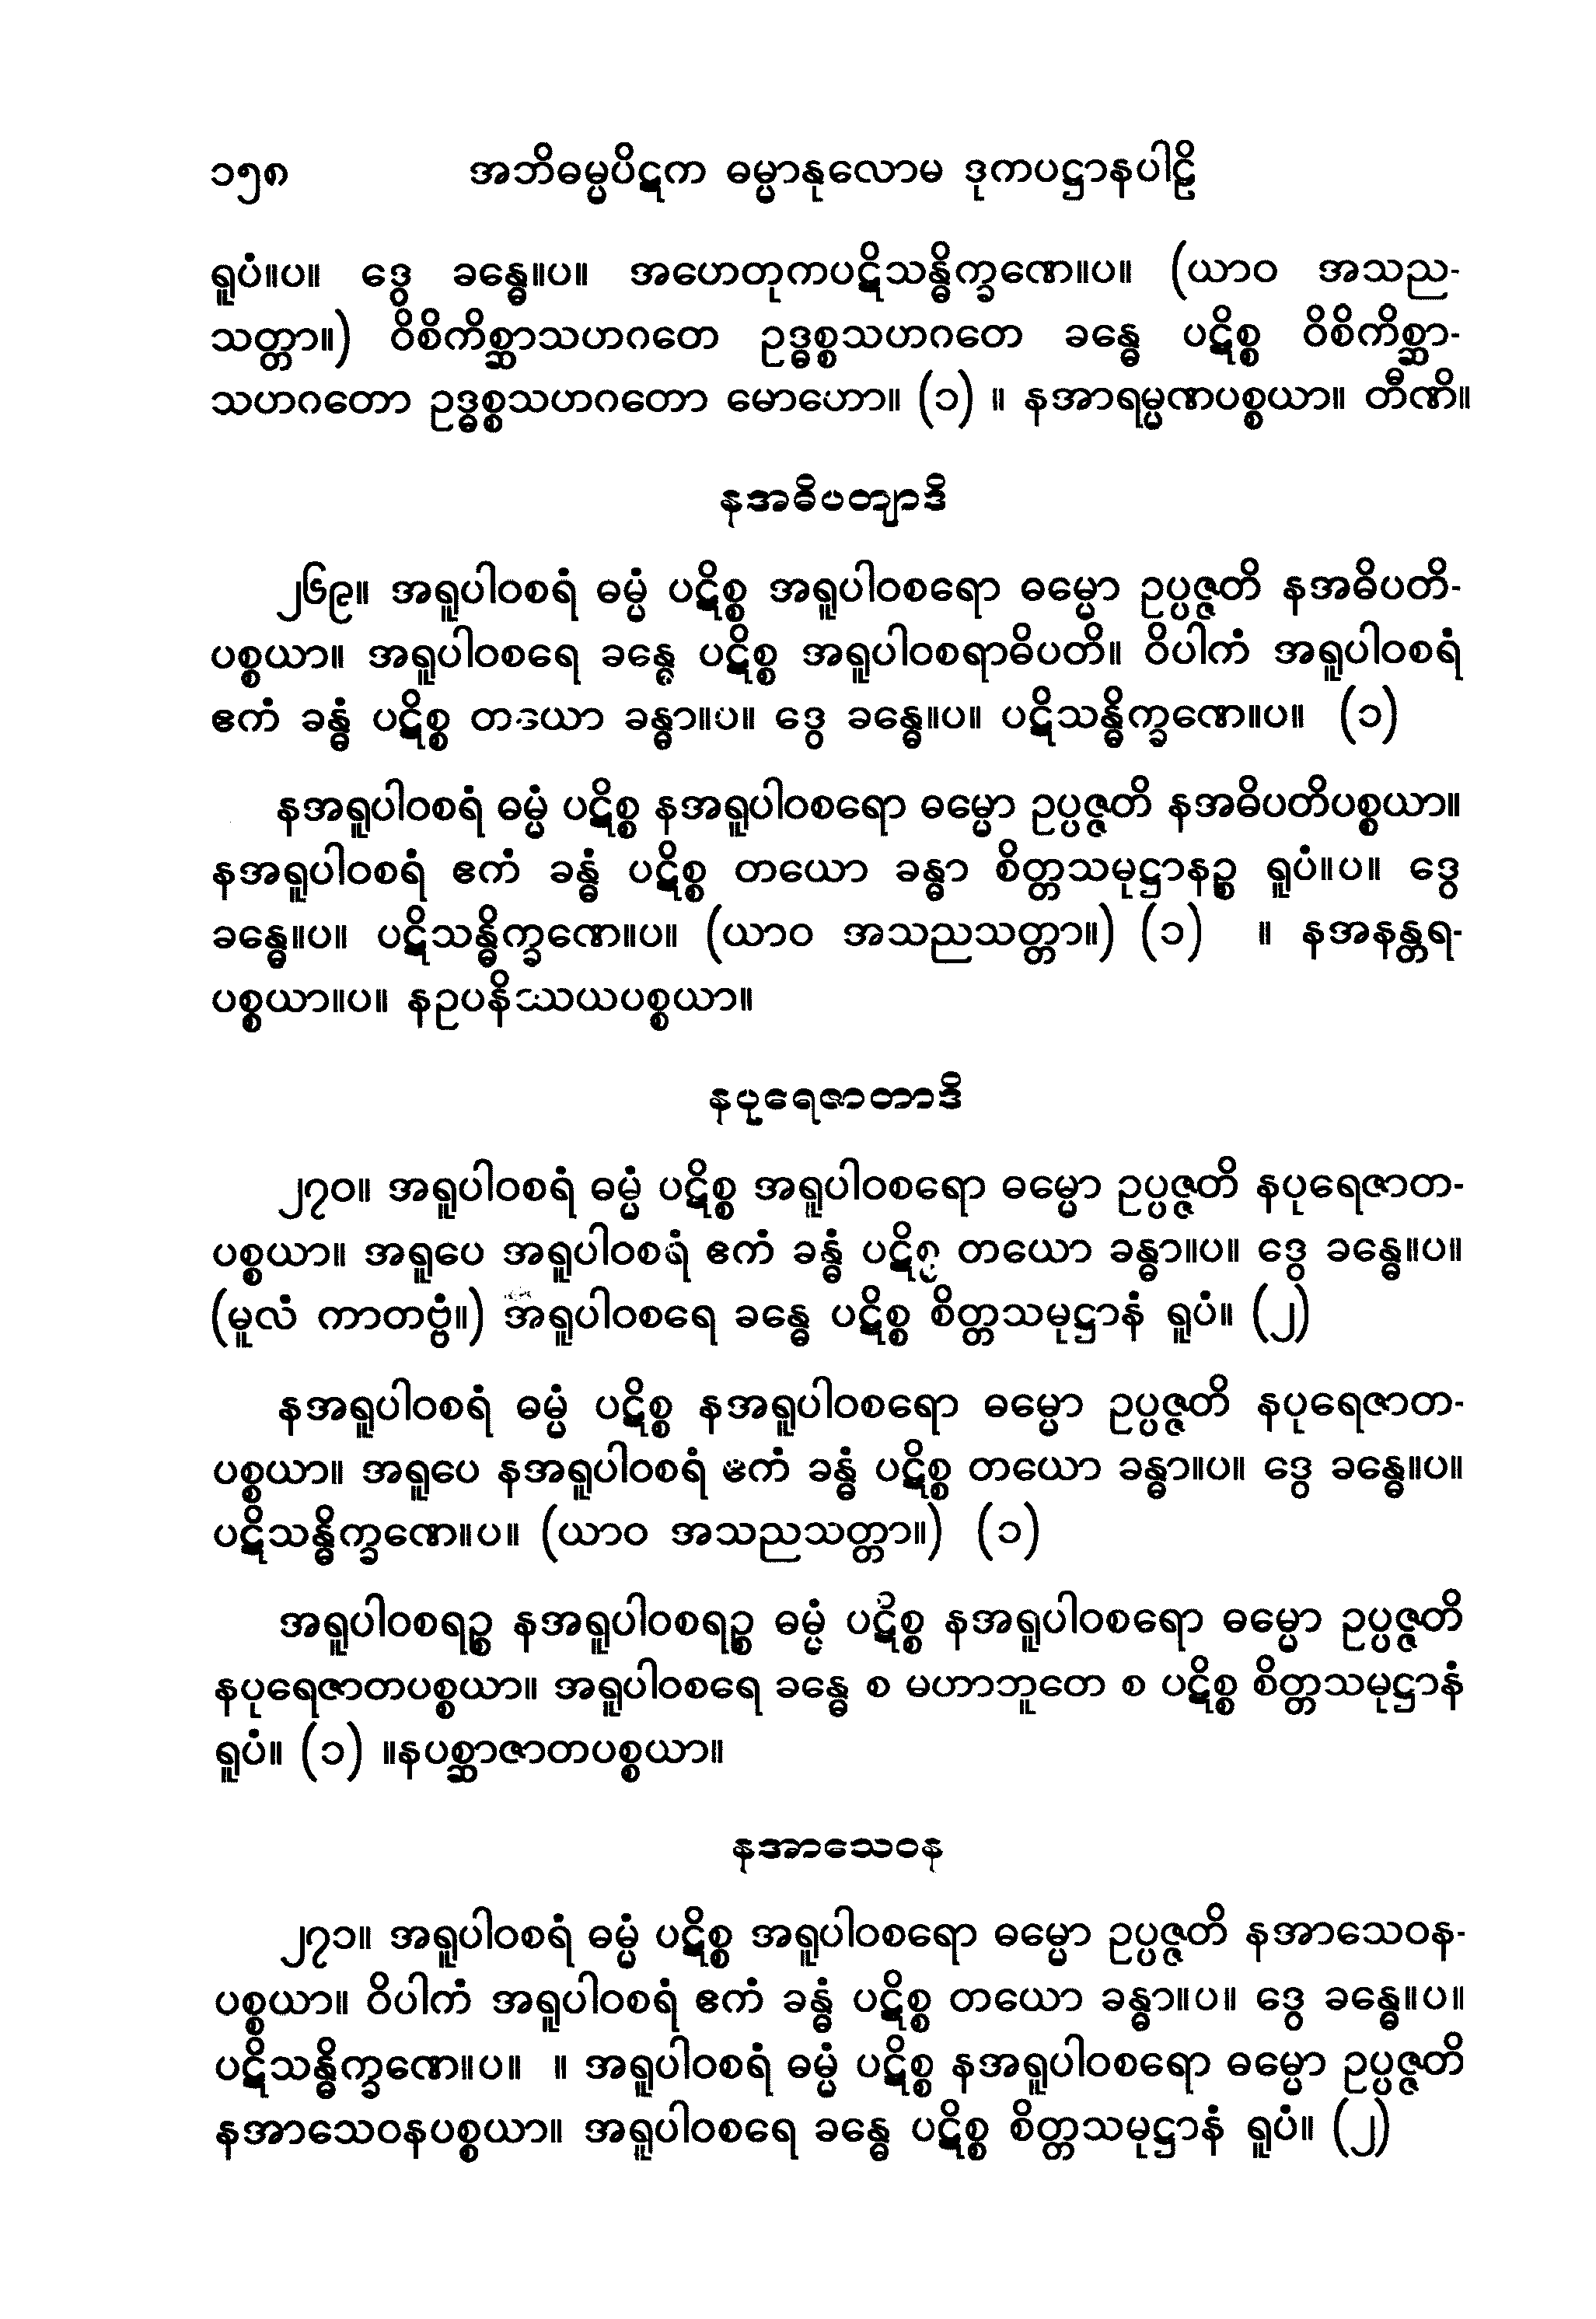 ၁၅၈ အဘိဓမ္မပိဋက ဓမ္မာနုလောမ ဒုကပဋ္ဌာနပါဠိ
ရူပံ။ပ။ ဒွေ ခန္ဓေ။ပ။ အဟေတုကပဋိသန္ဓိက္ခဏေ။ပ။ (ယာဝ အသည-
သတ္တာ။) ဝိစိကိစ္ဆာသဟဂတေ ဥဒ္ဓစ္စသဟဂတေ ခန္ဓေ ပဋိစ္စ ဝိစိကိစ္ဆာ-
သဟဂတော ဥဒ္ဓစ္စသဟဂတော မောဟော။ (၁) ။ နအာရမ္မဏပစ္စယာ။ တီဏိ။
နအဓိပတျာဒိ
၂၆၉။ အရူပါဝစရံ ဓမ္မံ ပဋိစ္စ အရူပါဝစရော ဓမ္မော ဥပ္ပဇ္ဇတိ နအဓိပတိ-
ပစ္စယာ။ အရူပါဝစရေ ခန္ဓေ ပဋိစ္စ အရူပါဝစရာဓိပတိ။ ဝိပါကံ အရူပါဝစရံ
ဧကံ ခန္ဓံ ပဋိစ္စ ခန္ဓာ။ပ။ ဒွေ ခန္ဓေ။ပ။ ပဋိသန္ဓိက္ခဏေ။ပ။ (၁)
နအရူပါဝစရံ ဓမ္မံ ပဋိစ္စ နအရူပါဝစရော ဓမ္မော ဥပ္ပဇ္ဇတိ နအဓိပတိပစ္စယာ။
နအရူပါဝစရံ ဧကံ ခန္ဓံ ပဋိစ္စ တယော ခန္ဓာ စိတ္တသမုဋ္ဌာနဉ္စ ရူပံ။ပ။ ဒွေ
ခန္ဓေ။ပ။ ပဋိသန္ဓိက္ခဏေ။ပ။ (ယာဝ အသညသတ္တာ။) (၁) ။ နအနန္တရ-
ပစ္စယာ။ပ။ နဥပနိဿယပစ္စယာ။
နပုရေဇာတာဒိ
၂၇၀။ အရူပါဝစရံ ဓမ္မံ ပဋိစ္စ အရူပါဝစရော ဓမ္မော ဥပ္ပဇ္ဇတိ နပုရေဇာတ-
ပစ္စယာ။ အရူပေ အရူပါဝစရံ ဧကံ ခန္ဓံ ပဋိစ္စ တယော ခန္ဓာ။ပ။ ဒွေ ခန္ဓေ။ပ။
(မူလံ ကာတဗ္ဗံ။) အရူပါဝစရေ ခန္ဓေ ပဋိစ္စ စိတ္တသမုဋ္ဌာနံ ရူပံ။ (၂)
နအရူပါဝစရံ ဓမ္မံ ပဋိစ္စ နအရူပါဝစရော ဓမ္မော ဥပ္ပဇ္ဇတိ နပုရေဇာတ-
ပစ္စယာ။ အရူပေ နအရူပါဝစရံ ဧကံ ခန္ဓံ ပဋိစ္စ တယော ခန္ဓာ။ပ။ ဒွေ ခန္ဓေ။ပ။
ပဋိသန္ဓိက္ခဏေ။ပ။ (ယာဝ အသညသတ္တာ။) (၁)
အရူပါဝစရဉ္စ နအရူပါဝစရဉ္စ ဓမ္မံ ပဋိစ္စ နအရူပါဝစရော ဓမ္မော ဥပ္ပဇ္ဇတိ
နပုရေဇာတပစ္စယာ။ အရူပါဝစရေ ခန္ဓေ စ မဟာဘူတေ စ ပဋိစ္စ စိတ္တသမုဋ္ဌာနံ
ရူပံ။ (၁) ။နပစ္ဆာဇာတပစ္စယာ။
နအာသေဝန
၂၇၁။ အရူပါဝစရံ ဓမ္မံ ပဋိစ္စ အရူပါဝစရော ဓမ္မော ဥပ္ပဇ္ဇတိ နအာသေဝန-
ပစ္စယာ။ ဝိပါကံ အရူပါဝစရံ ဧကံ ခန္ဓံ ပဋိစ္စ တယော ခန္ဓာ။ပ။ ဒွေ ခန္ဓေ။ပ။
ပဋိသန္ဓိက္ခဏေ။ပ။ ။ အရူပါဝစရံ ဓမ္မံ ပဋိစ္စ နအရူပါဝစရော ဓမ္မော ဥပ္ပဇ္ဇတိ
နအာသေဝနပစ္စယာ။ အရူပါဝစရေ ခန္ဓေ ပဋိစ္စ စိတ္တသမုဋ္ဌာနံ ရူပံ။ (၂)